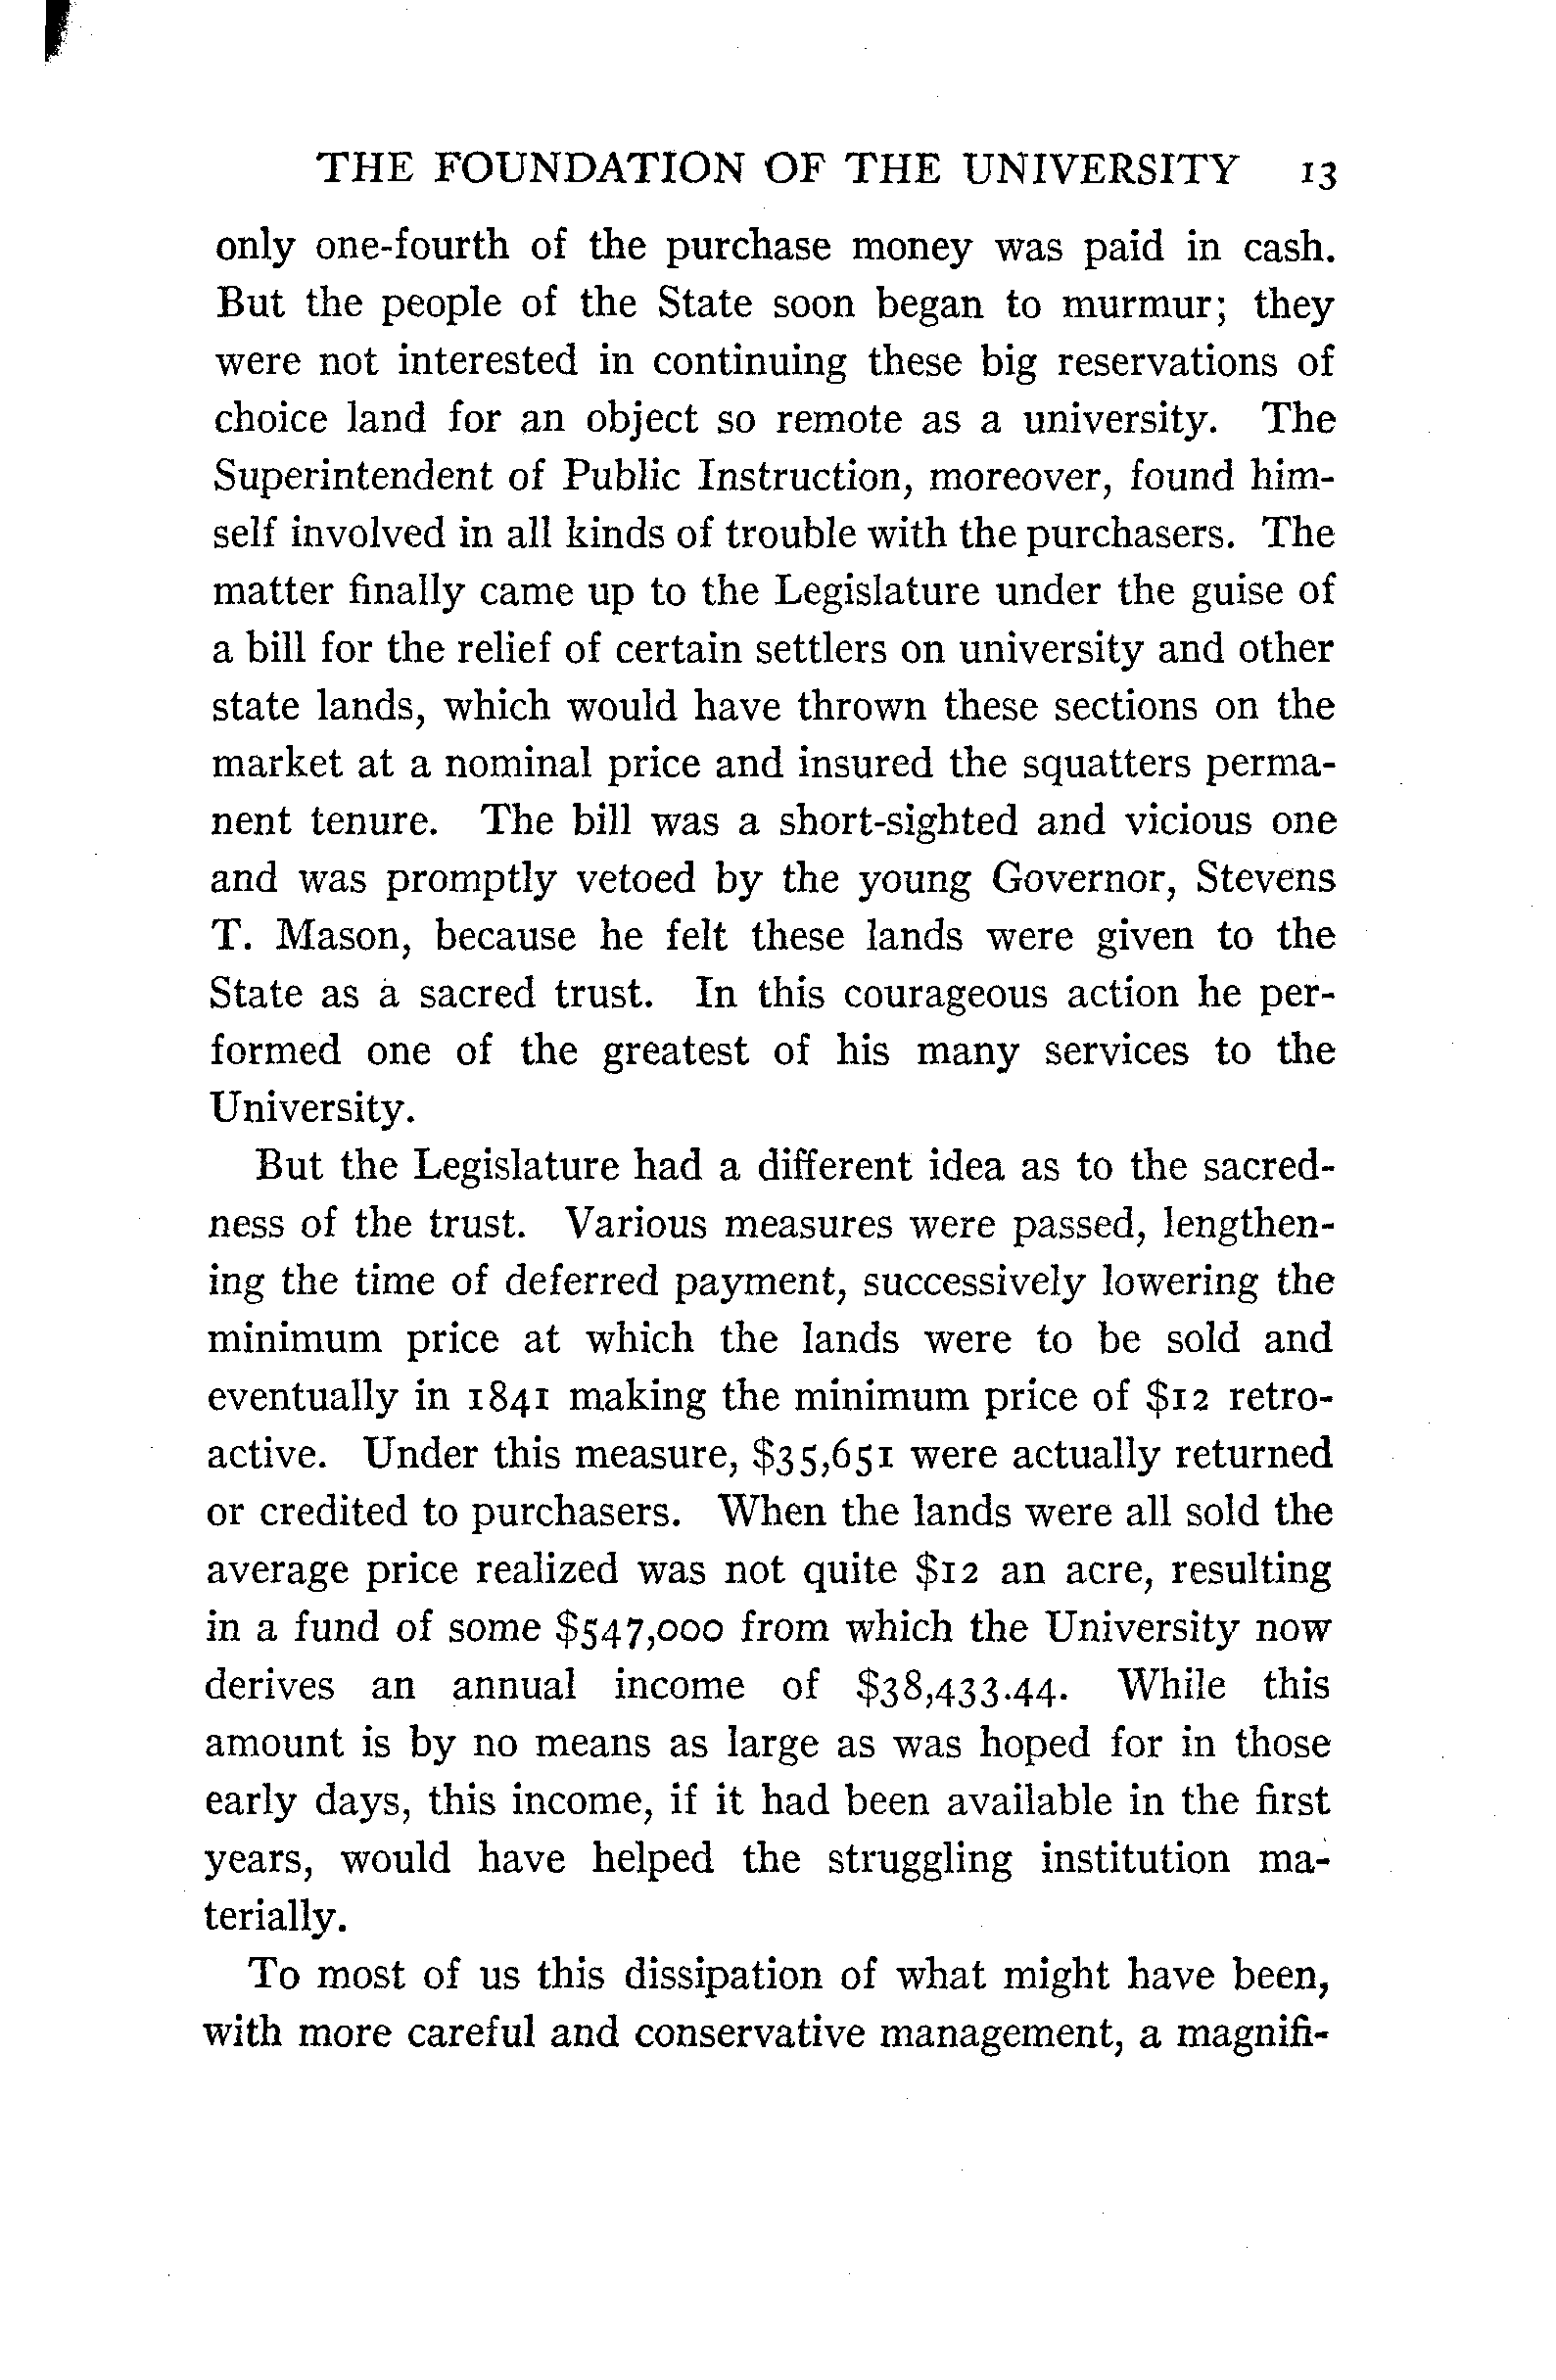 THE FOUNDATION OF THE UNIVERSITY 13
only one-fourth of the purchase money was paid in cash.
But the people of the State soon began to murmur; they
were not interested in continuing these big reservations of
choice land for an object so remote as a university. The
Superintendent of Public Instruction, moreover, found him-
self involved in all kinds of trouble with the purchasers. The
matter finally came up to the Legislature under the guise of
a bill for the relief of certain settlers on university and other
state lands, which would have thrown these sections on the
market at a nominal price and insured the squatters perma-
nent tenure. The bill was a short-sighted and vicious one
and was promptly vetoed by the young Governor, Stevens
T. Mason, because he felt these lands were given to the
State as a sacred trust. In this courageous action he per-
formed one of the greatest of his many services to the
University.
But the Legislature had a different idea as to the sacred-
ness of the trust. Various measures were passed, lengthen-
ing the time of deferred payment, successively lowering the
minimum price at which the lands were to be sold and
eventually in 1841 making the minimum price of $12 retro-
active. Under this measure, $35,651 were actually returned
or credited to purchasers. When the lands were all sold the
average price realized was not quite $12 an acre, resulting
in a fund of some $547,000 from which the University now
derives an annual income of $38,433.44. While this
amount is by no means as large as was hoped for in those
early days, this income, if it had been available in the first
years, would have helped the struggling institution ma-
terially.
To most of us this dissipation of what might have been,
with more careful and conservative management, a magnifi-